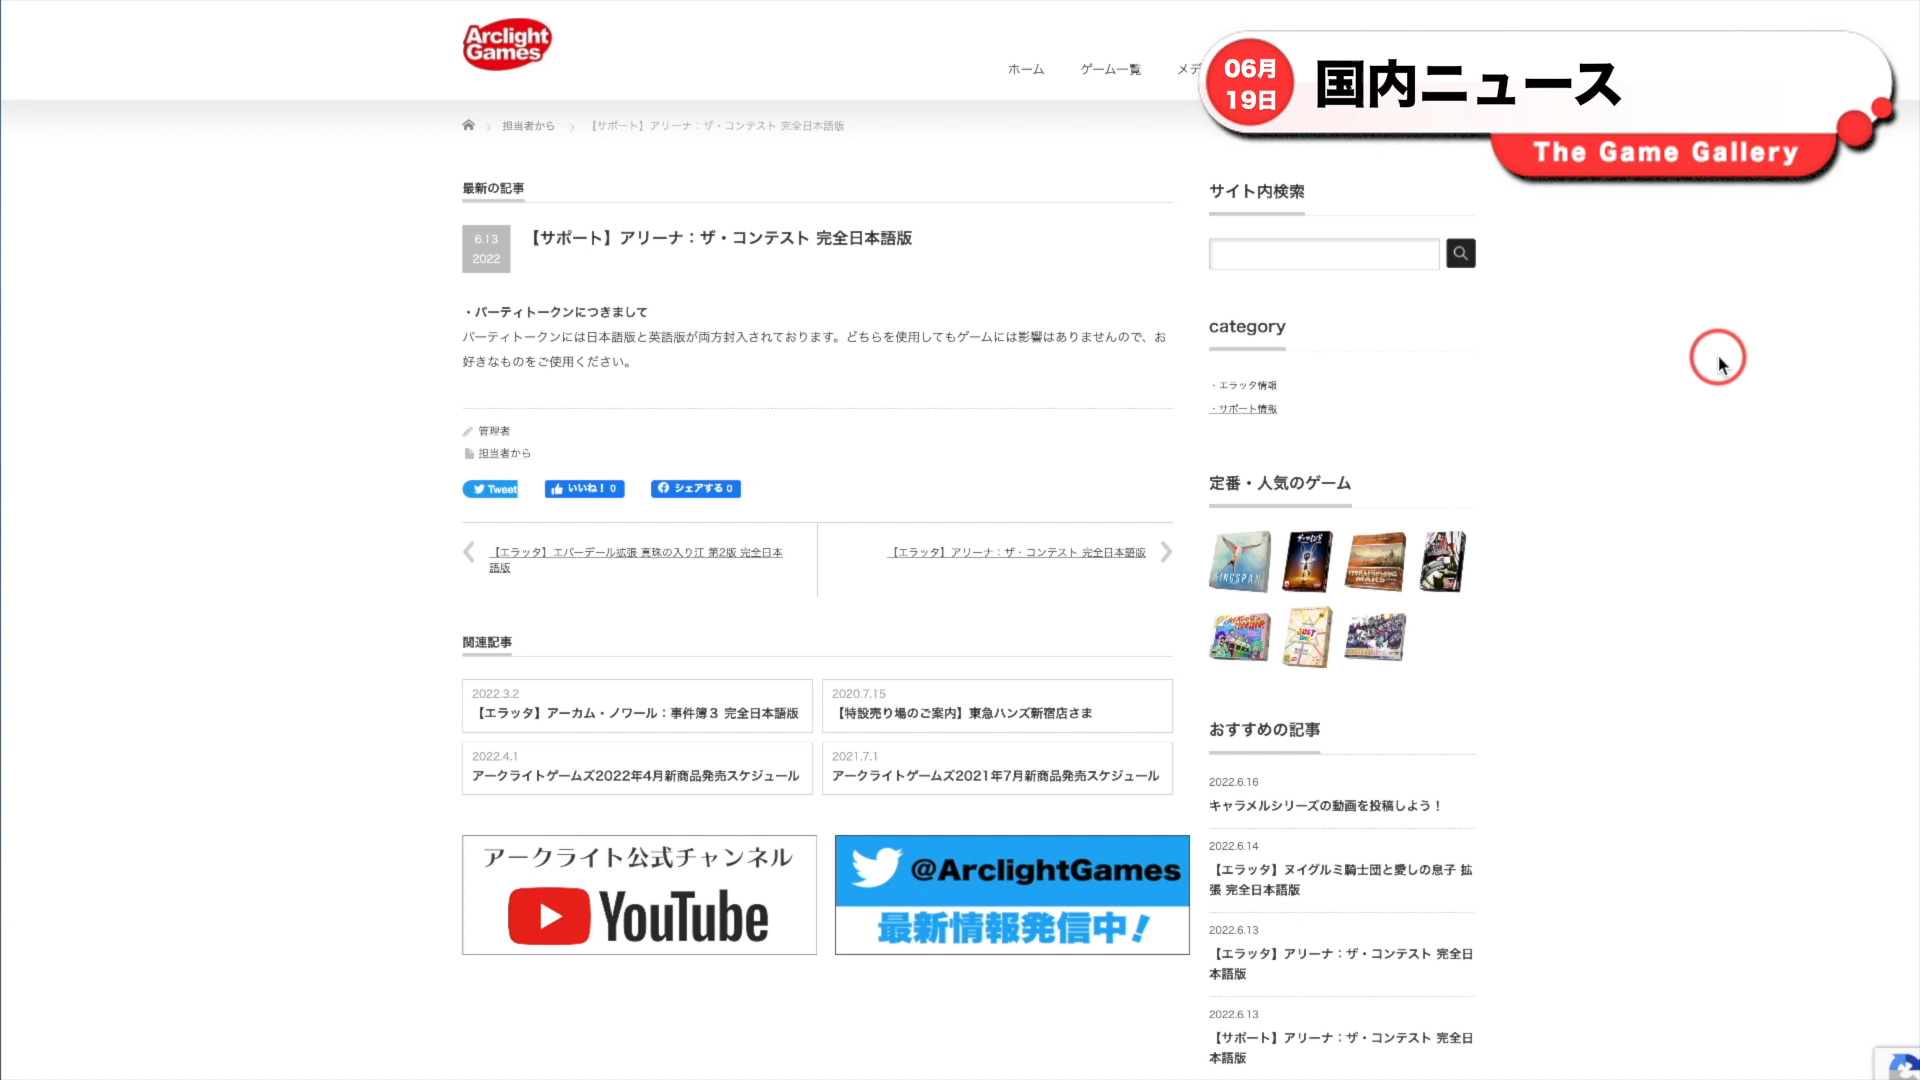 Arclight
Games
ホーム
ゲーム一覧
メデ
06月
19日
国内ニュース
The Game Gallery
担当者から
【サポート】アリーナ：ザ・コンテスト 完全日本語版
最新の記事
6.13
2022
【サポート】アリーナ：ザ・コンテスト 完全日本語版
・パーティトークンにつきまして
パーティトークンには日本語版と英語版が両方封入されております。どちらを使用してもゲームには影響はありませんので、お
好きなものをご使用ください。
管理者
担当者から
Tweet
いいね！ 0
シェアする 0
【エラッタ】エバーデール拡張 真珠の入り江 第2版 完全日本
語版
【エラッタ】アリーナ：ザ・コンテスト 完全日本語版
関連記事
2022.3.2
【エラッタ】アーカム・ノワール：事件簿３ 完全日本語版
2020.7.15
【特設売り場のご案内】東急ハンズ新宿店さま
2022.4.1
アークライトゲームズ2022年4月新商品発売スケジュール
2021.7.1
アークライトゲームズ2021年7月新商品発売スケジュール
アークライト公式チャンネル
YouTube
@ArclightGames
最新情報発信中！
サイト内検索
category
・エラッタ情報
・サポート情報
定番・人気のゲーム
WINGSPAN
ザ・マインド
TERRAFORMING
MARS
JUST
ONE
おすすめの記事
2022.6.16
キャラメルシリーズの動画を投稿しよう！
2022.6.14
【エラッタ】ヌイグルミ騎士団と愛しの息子 拡
張 完全日本語版
2022.6.13
【エラッタ】アリーナ：ザ・コンテスト 完全日
本語版
2022.6.13
【サポート】アリーナ：ザ・コンテスト 完全日
本語版